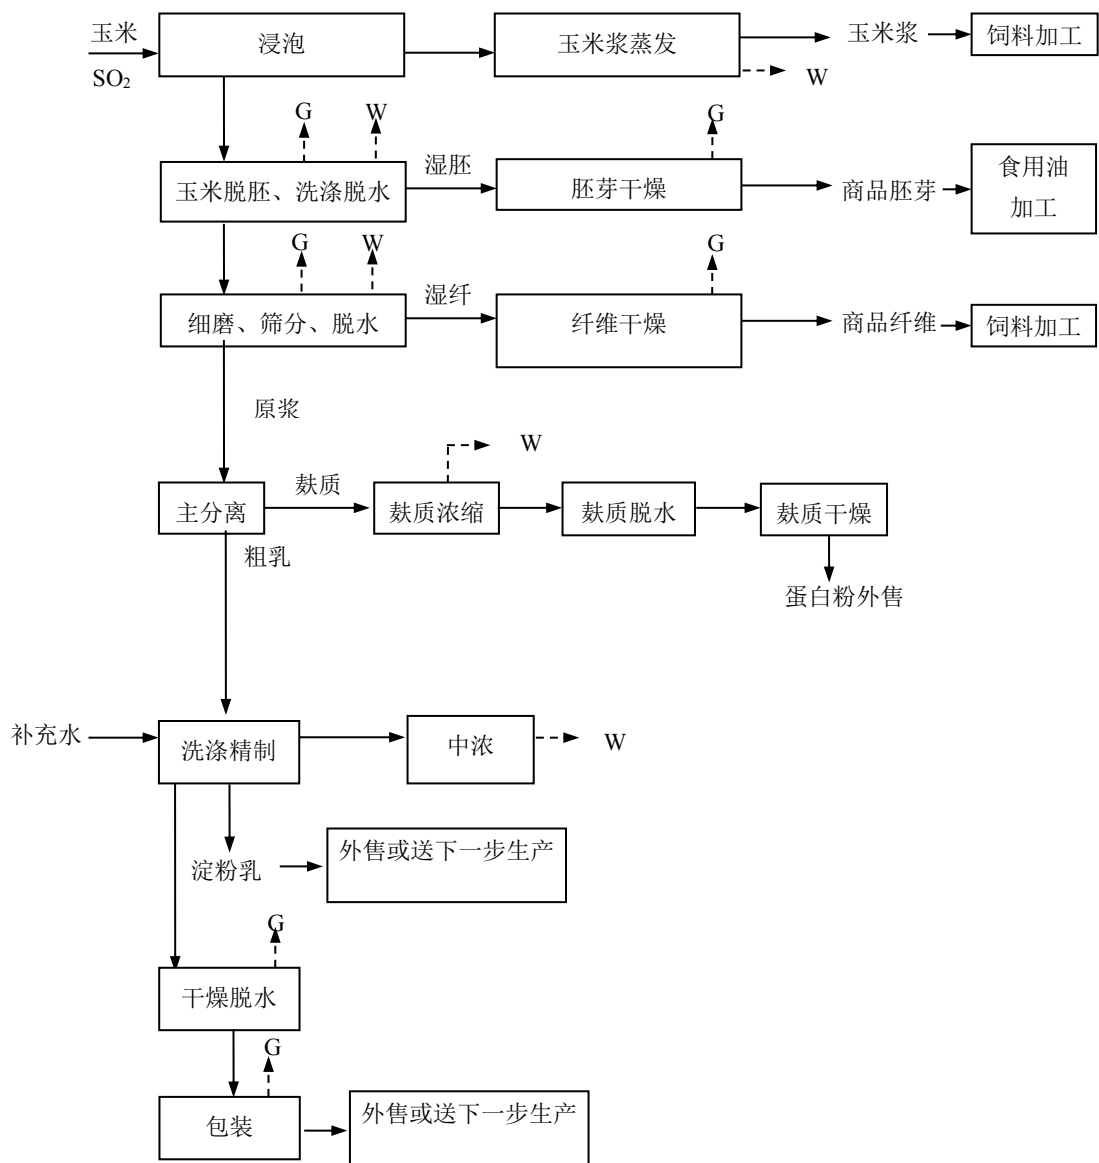 玉米
SO₂
浸泡
玉米浆蒸发
玉米浆
饲料加工
W
G
W
G
玉米脱胚、洗涤脱水
湿胚
胚芽干燥
商品胚芽
食用油
加工
G
W
G
细磨、筛分、脱水
湿纤
纤维干燥
商品纤维
饲料加工
原浆
W
主分离
麸质
麸质浓缩
麸质脱水
麸质干燥
粗乳
蛋白粉外售
补充水
洗涤精制
中浓
W
淀粉乳
外售或送下一步生产
G
干燥脱水
G
包装
外售或送下一步生产